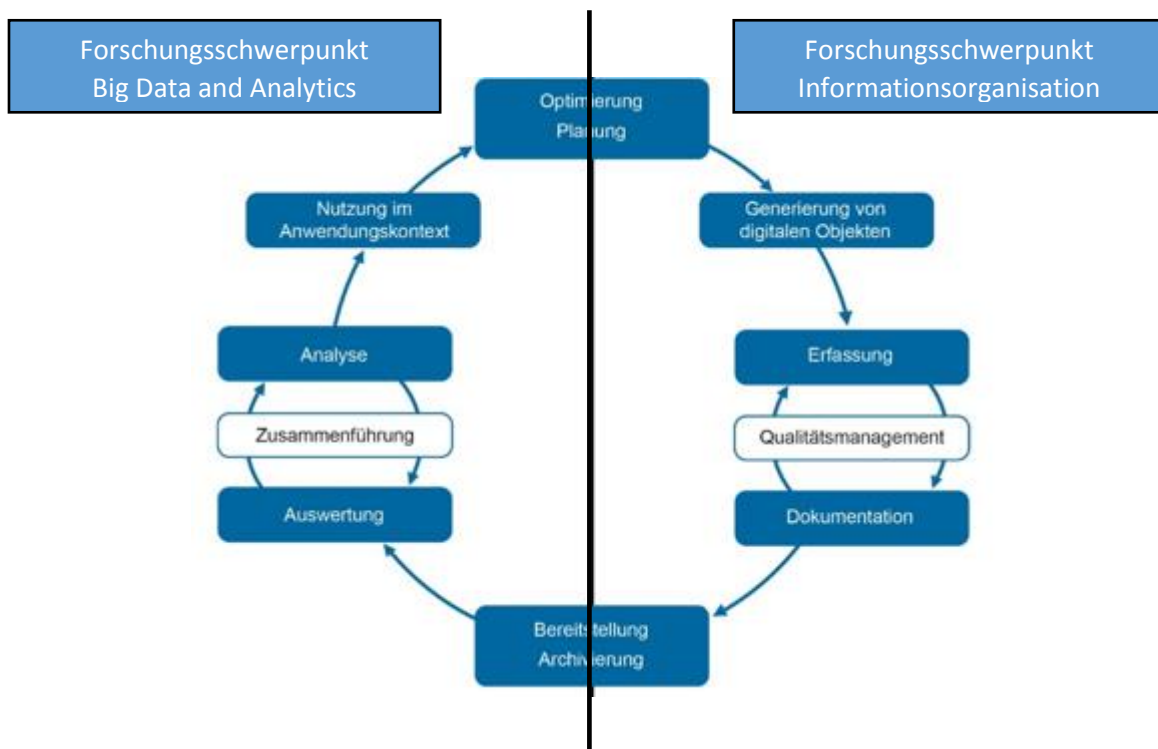 Forschungsschwerpunkt
Big Data and Analytics
Forschungsschwerpunkt
Informationsorganisation
Optimierung
Planung
Nutzung im
Anwendungskontext
Generierung von
digitalen Objekten
Analyse
Erfassung
Zusammenführung
Qualitätsmanagement
Auswertung
Dokumentation
Bereitstellung
Archivierung